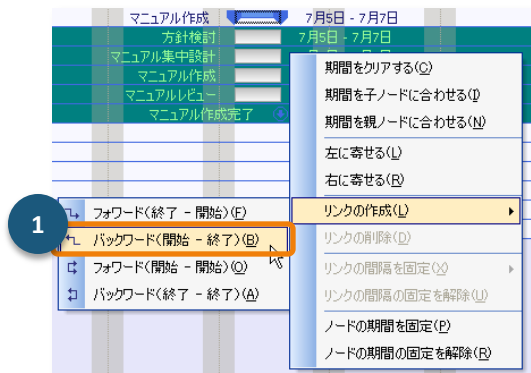 マニュアル作成 7月5日 - 7月7日
方針検討 7月5日 - 7月7日
マニュアル集中設計
マニュアル作成
マニュアルレビュー
マニュアル作成完了
期間をクリアする(C)
期間を子ノードに合わせる(I)
期間を親ノードに合わせる(N)
左に寄せる(L)
右に寄せる(R)
リンクの作成(L)
リンクの削除(D)
リンクの間隔を固定(X)
リンクの間隔の固定を解除(U)
ノードの期間を固定(P)
ノードの期間の固定を解除(R)
1
フォワード(終了 - 開始)(F)
バックワード(開始 - 終了)(B)
フォワード(開始 - 開始)(O)
バックワード(終了 - 終了)(A)